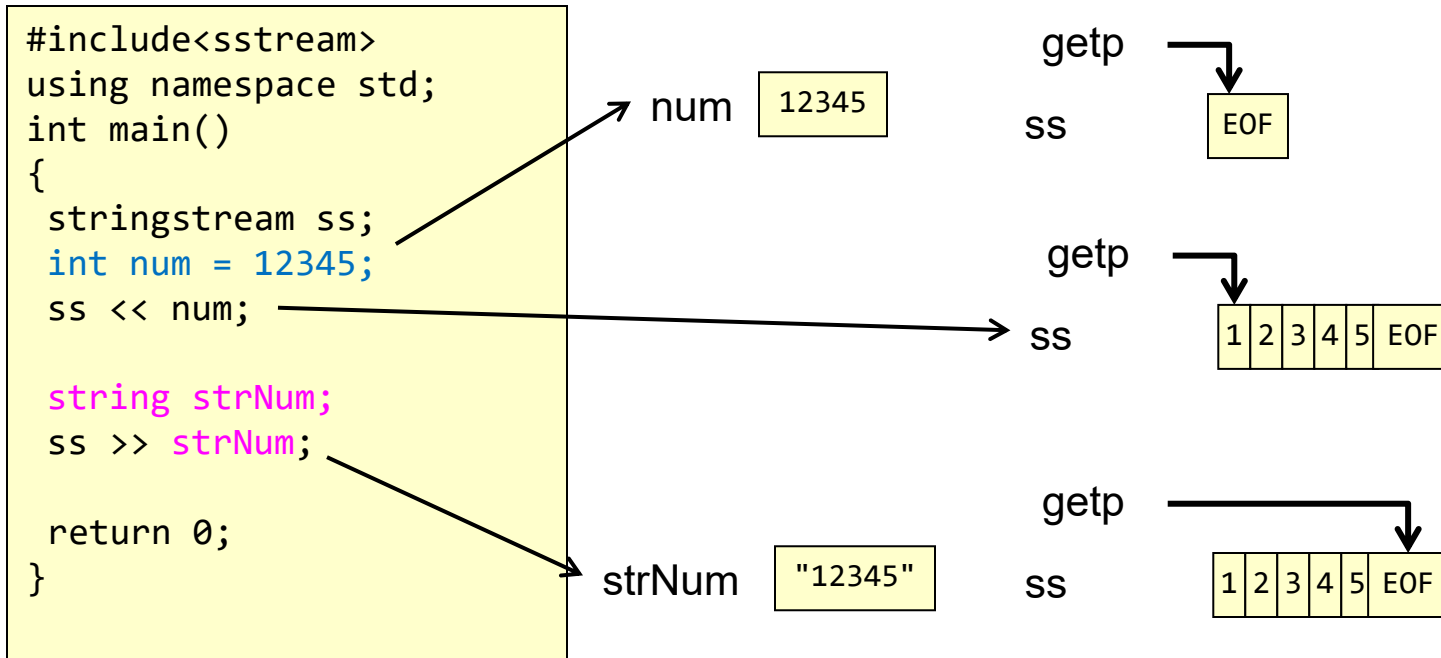 #include<sstream>
using namespace std;
int main()
{
stringstream ss;
int num = 12345;
ss << num;
string strNum;
ss >> strNum;
return 0;
}
getp
num 12345 ss EOF
getp
ss 1 2 3 4 5 EOF
getp
strNum "12345" ss 1 2 3 4 5 EOF